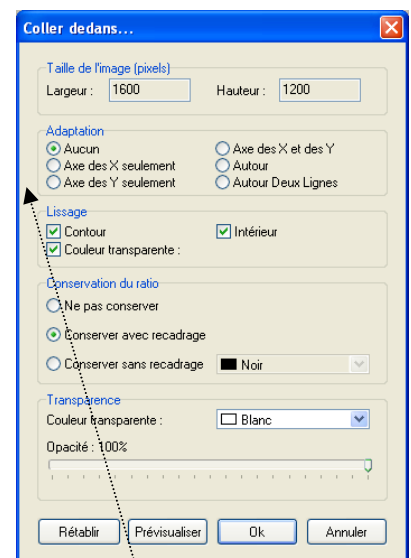 Coller dedans...
Taille de l'image (pixels)
Largeur : 1600 Hauteur : 1200
Adaptation
Aucun Axe des X et des Y
Axe des X seulement Autour
Axe des Y seulement Autour Deux Lignes
Lissage
Contour Intérieur
Couleur transparente :
Conservation du ratio
Ne pas conserver
Conserver avec recadrage
Conserver sans recadrage Noir
Transparence
Couleur transparente : Blanc
Opacité : 100%
Rétablir Prévisualiser Ok Annuler